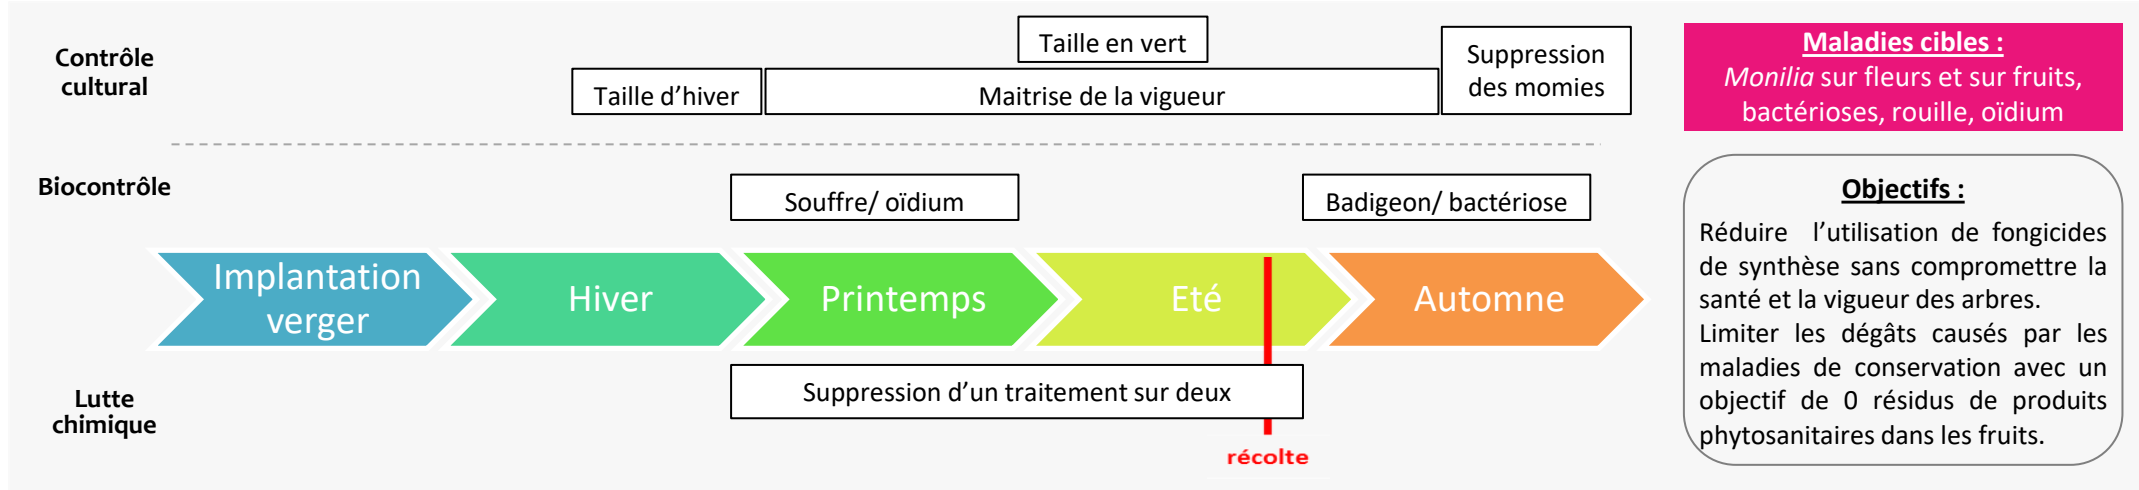 Contrôle
cultural
Taille d’hiver
Taille en vert
Maitrise de la vigueur
Suppression
des momies
Biocontrôle
Souffre/ oïdium
Badigeon/ bactériose
Implantation
verger
Hiver
Printemps
Eté
Automne
Lutte
chimique
Suppression d’un traitement sur deux
récolte
Maladies cibles :
Monilia sur fleurs et sur fruits,
bactérioses, rouille, oïdium
Objectifs :
Réduire l’utilisation de fongicides
de synthèse sans compromettre la
santé et la vigueur des arbres.
Limiter les dégâts causés par les
maladies de conservation avec un
objectif de 0 résidus de produits
phytosanitaires dans les fruits.